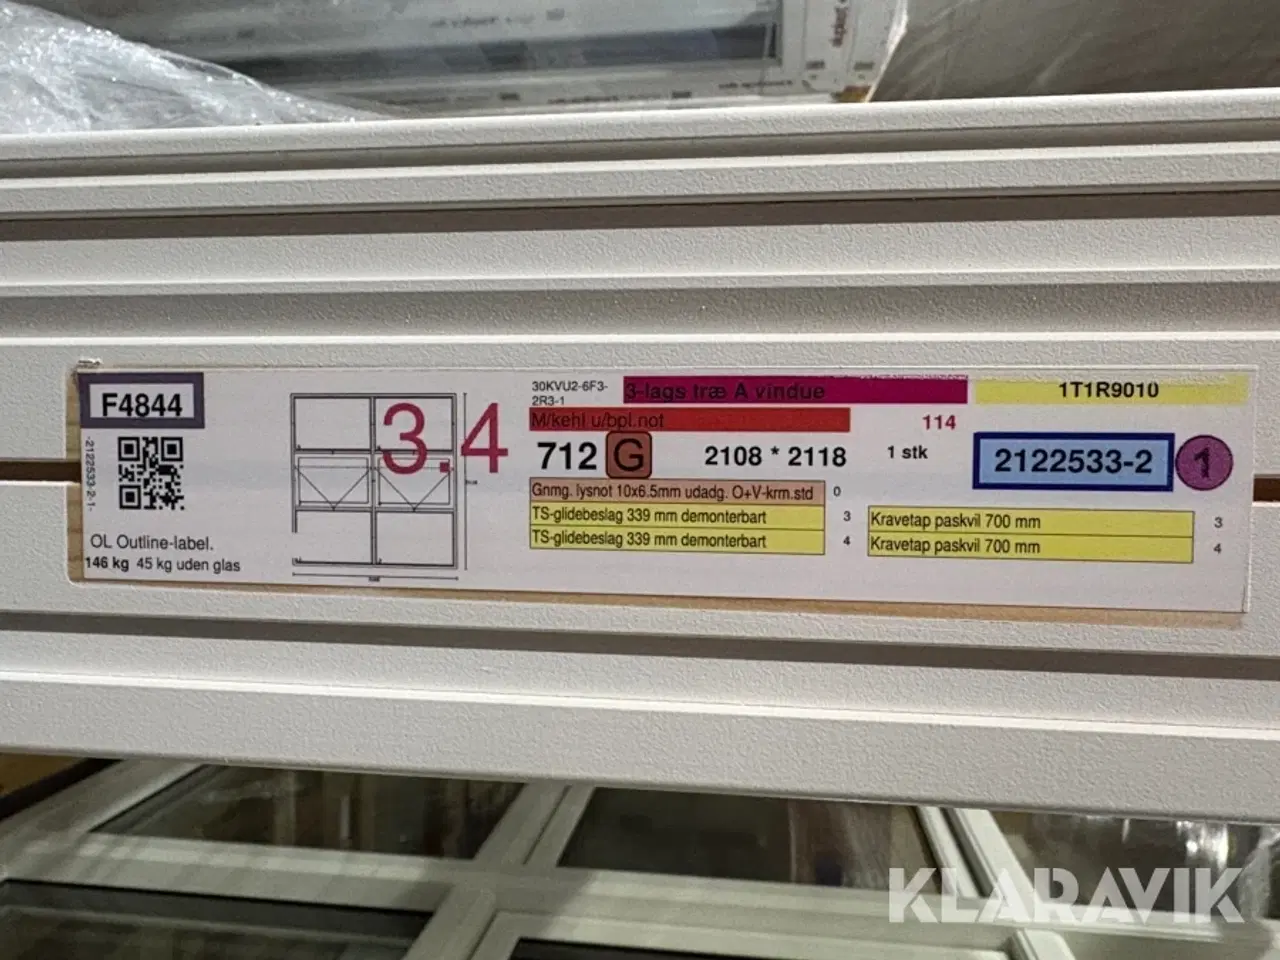 F4844
-2122533-2-1-
OL Outline-label.
146 kg 45 kg uden glas
3.4
30KVU2-6F3-
2R3-1
3-lags træ A vindue
1T1R9010
M/kehl u/bpl.not
114
712 G 2108 * 2118 1 stk
2122533-2 1
Gnmg. lysnot 10x6.5mm udadg. O+V-krm.std 0
TS-glidebeslag 339 mm demonterbart 3
Kravetap paskvil 700 mm 3
TS-glidebeslag 339 mm demonterbart 4
Kravetap paskvil 700 mm 4
KLARAVIK